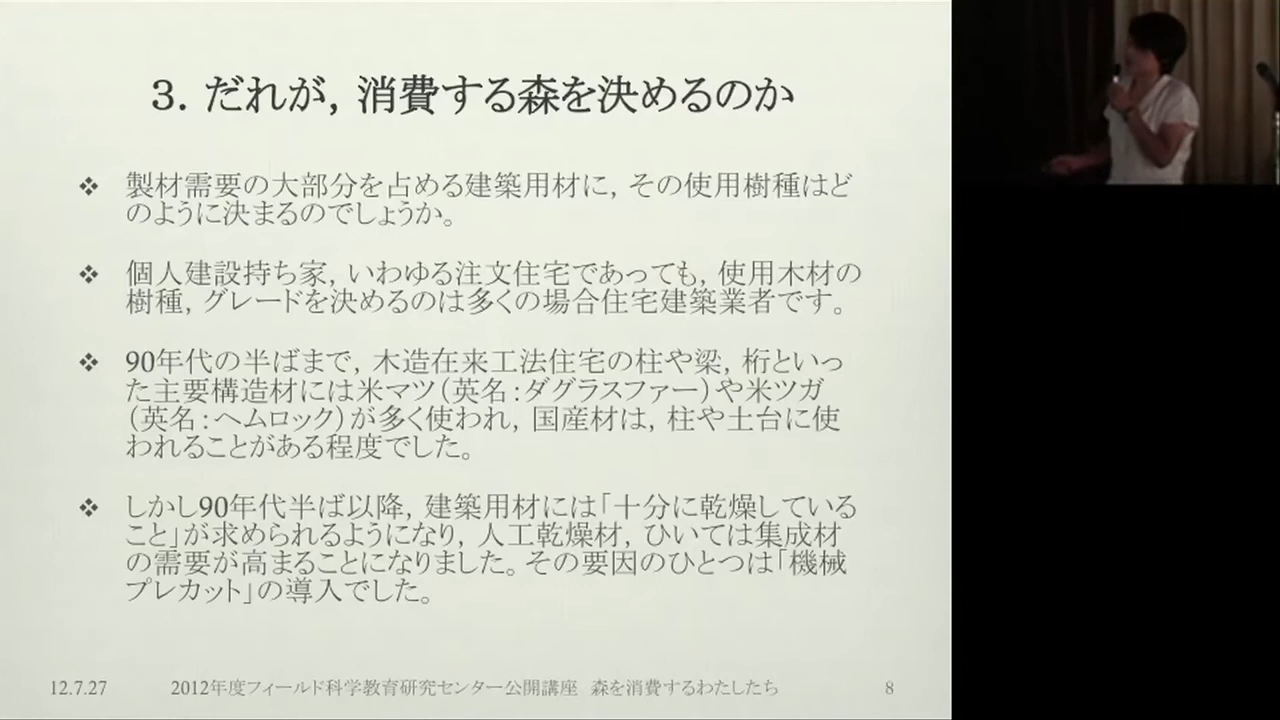 3. だれが，消費する森を決めるのか
❖ 製材需要の大部分を占める建築用材に，その使用樹種はど
のように決まるのでしょうか。
❖ 個人建設持ち家，いわゆる注文住宅であっても，使用木材の
樹種，グレードを決めるのは多くの場合住宅建築業者です。
❖ 90年代の半ばまで，木造在来工法住宅の柱や梁，桁といっ
た主要構造材には米マツ（英名：ダグラスファー）や米ツガ
（英名：ヘムロック）が多く使われ，国産材は，柱や土台に使
われることがある程度でした。
❖ しかし90年代半ば以降，建築用材には「十分に乾燥している
こと」が求められるようになり，人工乾燥材，ひいては集成材
の需要が高まることになりました。その要因のひとつは「機械
プレカット」の導入でした。
12.7.27 2012年度フィールド科学教育研究センター公開講座 森を消費するわたしたち 8